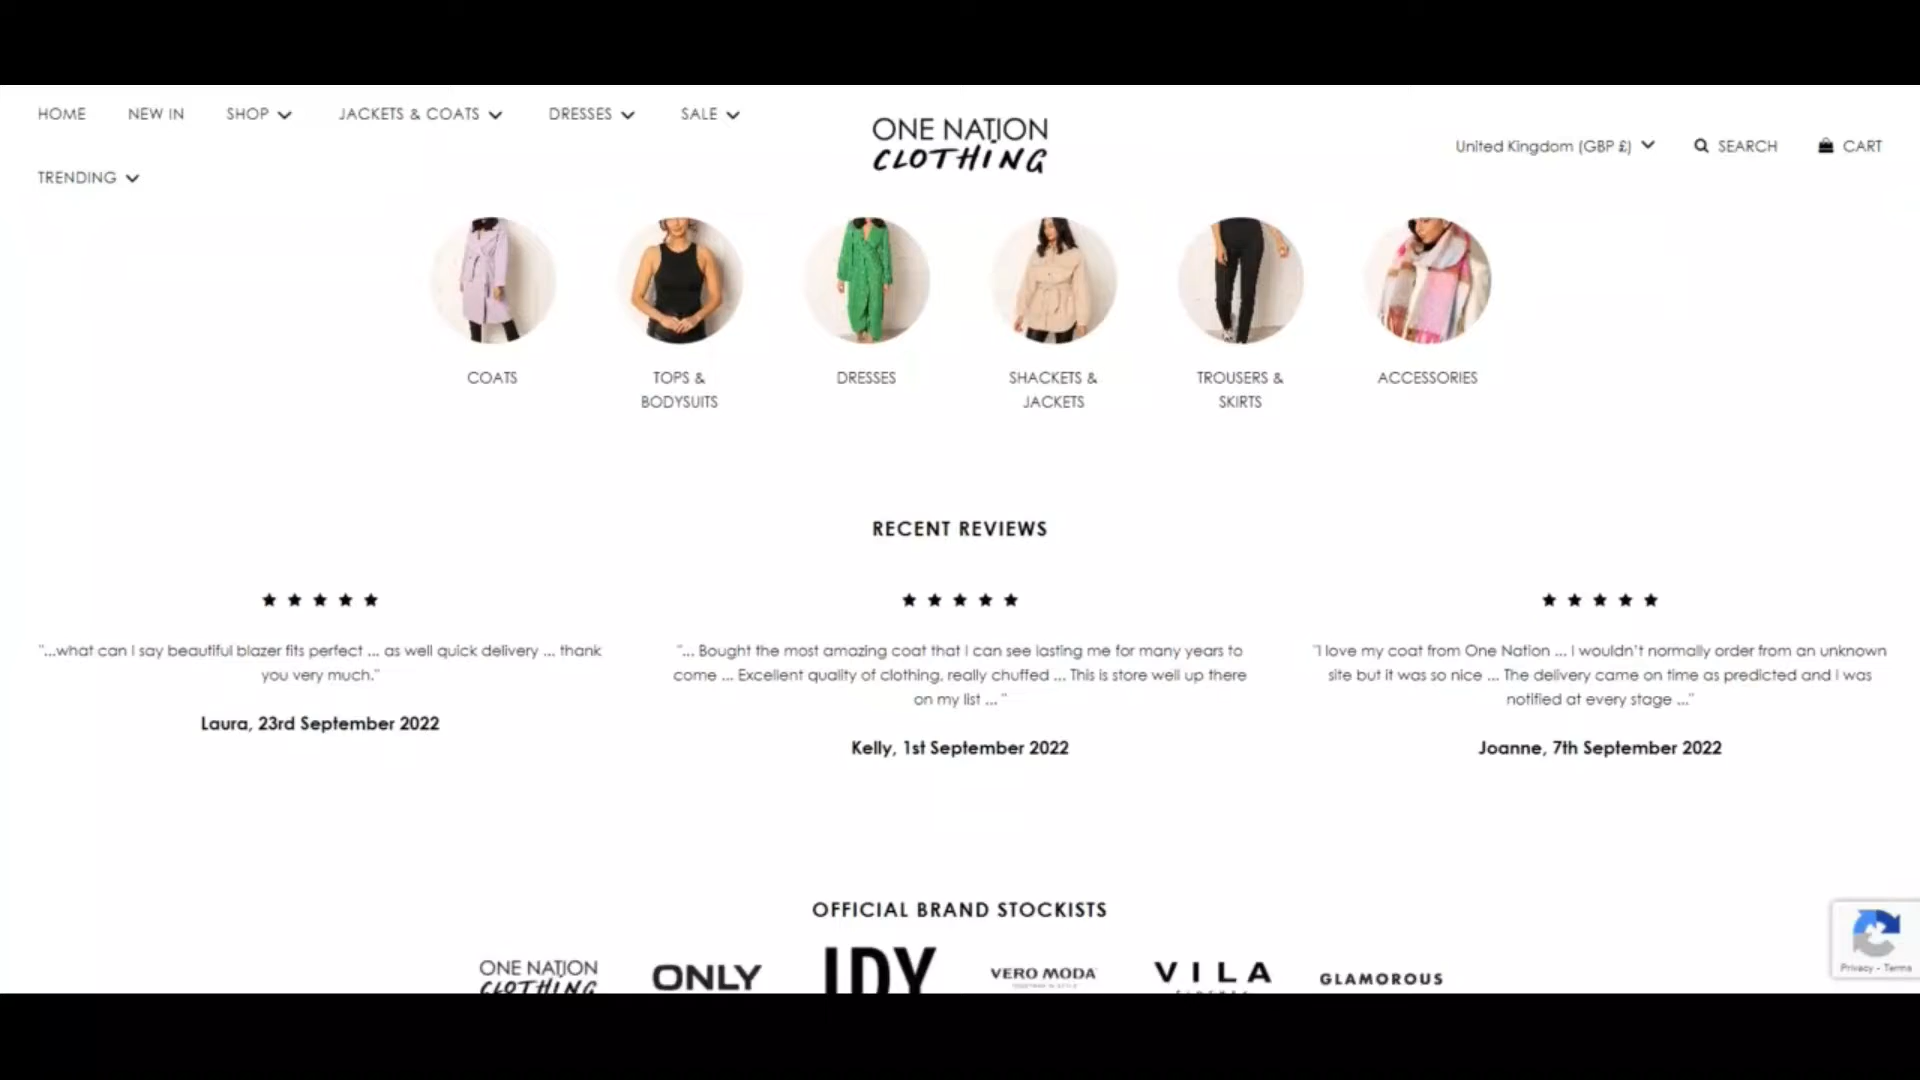 HOME NEW IN SHOP JACKETS & COATS DRESSES SALE
TRENDING
ONE NATION
CLOTHING
United Kingdom (GBP £) SEARCH CART
COATS
TOPS &
BODYSUITS
DRESSES
SHACKETS &
JACKETS
TROUSERS &
SKIRTS
ACCESSORIES
RECENT REVIEWS
"...what can I say beautiful blazer fits perfect ... as well quick delivery ... thank
you very much."
Laura, 23rd September 2022
"... Bought the most amazing coat that I can see lasting me for many years to
come ... Excellent quality of clothing, really chuffed ... This is store well up there
on my list ... "
Kelly, 1st September 2022
"I love my coat from One Nation ... I wouldn't normally order from an unknown
site but it was so nice ... The delivery came on time as predicted and I was
notified at every stage ..."
Joanne, 7th September 2022
OFFICIAL BRAND STOCKISTS
ONE NATION
CLOTHING
ONLY
JDY
VERO MODA
VILA
GLAMOROUS
Privacy - Terms